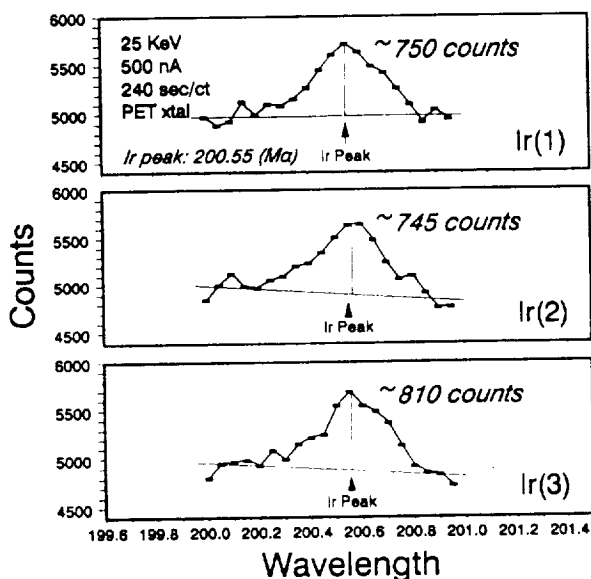 6000
5500
5000
4500
25 KeV
500 nA
240 sec/ct
PET xtal
~750 counts
Ir peak: 200.55 (Mα)
Ir Peak
Ir(1)
6000
5500
5000
4500
~745 counts
Ir Peak
Ir(2)
6000
5500
5000
4500
~810 counts
Ir Peak
Ir(3)
Counts
199.6 199.8 200.0 200.2 200.4 200.6 200.8 201.0 201.2 201.4
Wavelength